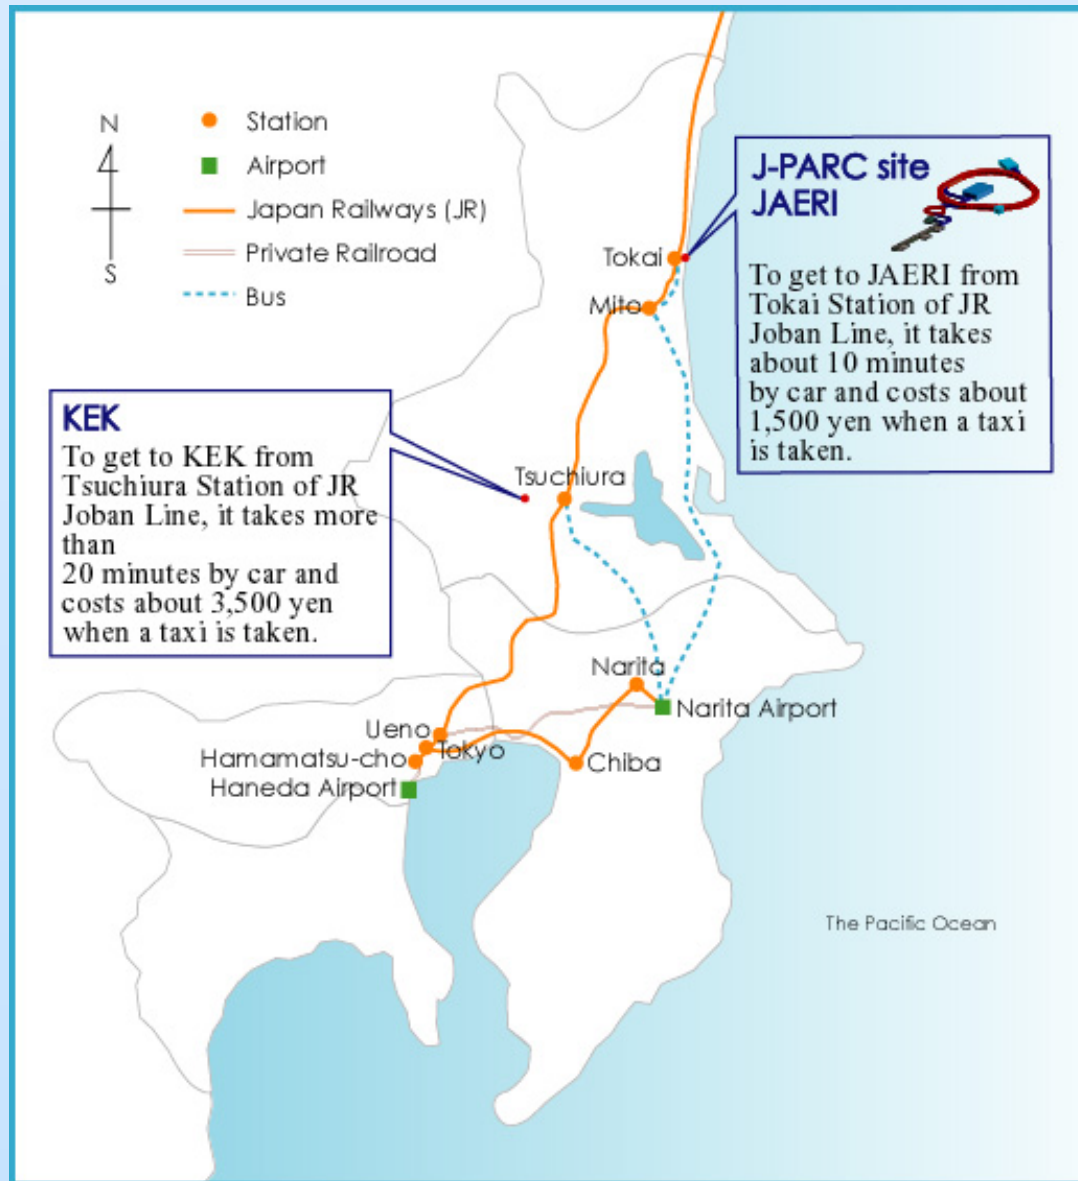 N
S
Station
Airport
Japan Railways (JR)
Private Railroad
Bus
J-PARC site
JAERI
To get to JAERI from
Tokai Station of JR
Joban Line, it takes
about 10 minutes
by car and costs about
1,500 yen when a taxi
is taken.
Tokai
Mito
KEK
To get to KEK from
Tsuchiura Station of JR
Joban Line, it takes more
than
20 minutes by car and
costs about 3,500 yen
when a taxi is taken.
Tsuchiura
Narita
Narita Airport
Ueno
Tokyo
Hamamatsu-cho
Chiba
Haneda Airport
The Pacific Ocean